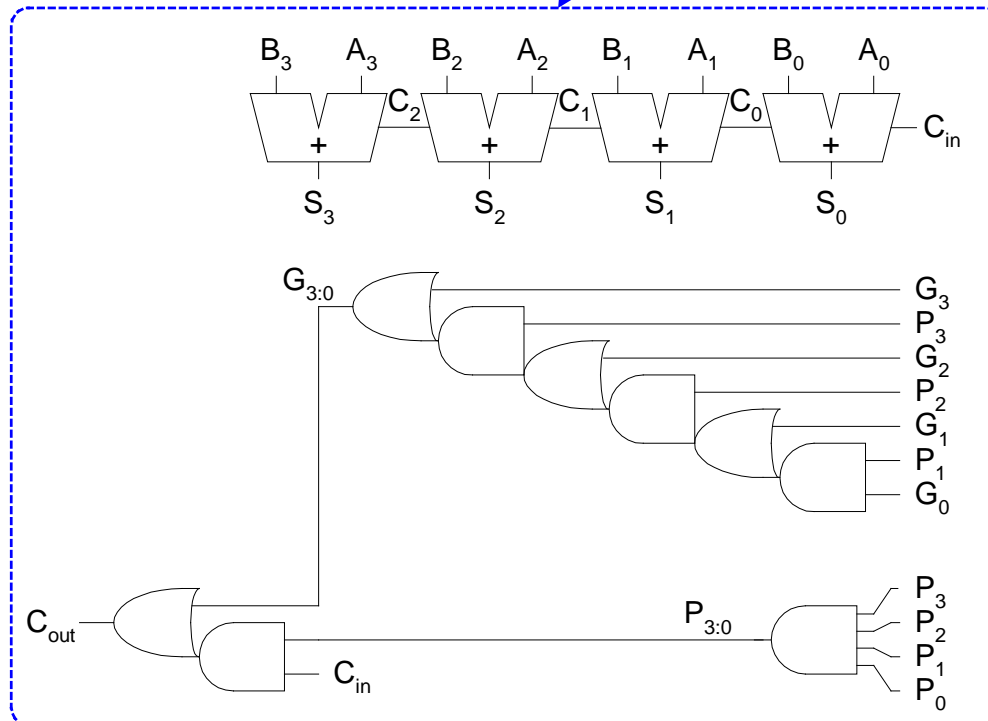 B3 A3 B2 A2 B1 A1 B0 A0
C2 C1 C0 Cin
+ + + +
S3 S2 S1 S0
G3:0 G3
P3
G2
P2
G1
P1
G0
P3
Cout P3:0 P2
P1
Cin P0